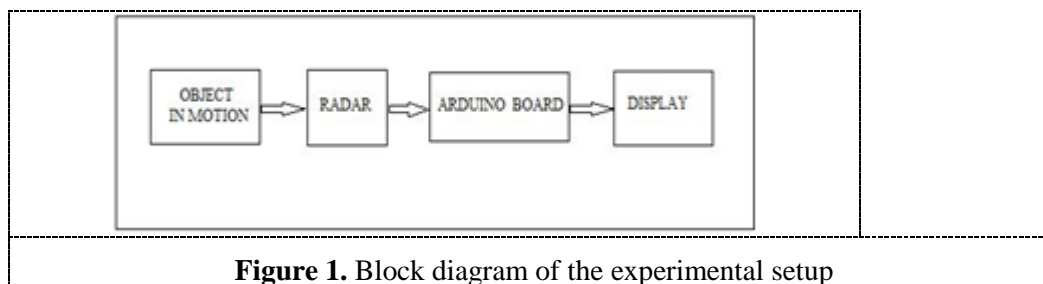 OBJECT
IN MOTION
RADAR
ARDUINO BOARD
DISPLAY
Figure 1. Block diagram of the experimental setup